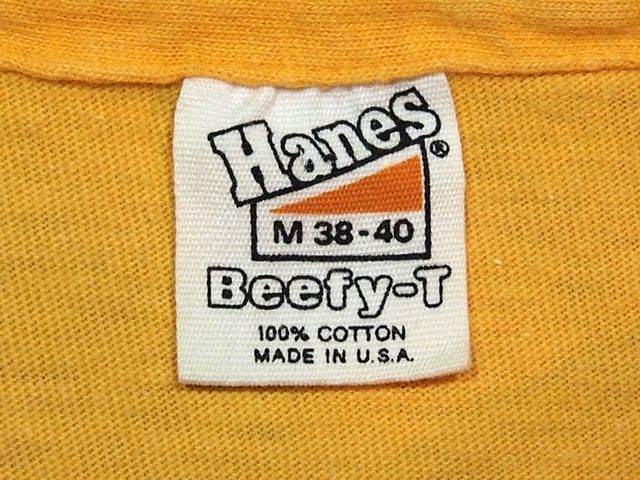 Hanes®
M 38-40
Beefy-T
100% COTTON
MADE IN U.S.A.